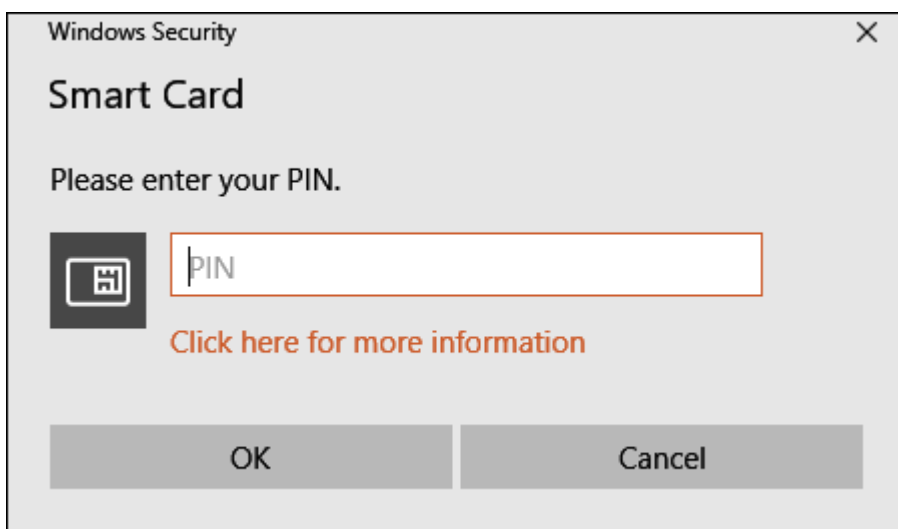 Windows Security
Smart Card
Please enter your PIN.
PIN
Click here for more information
OK
Cancel